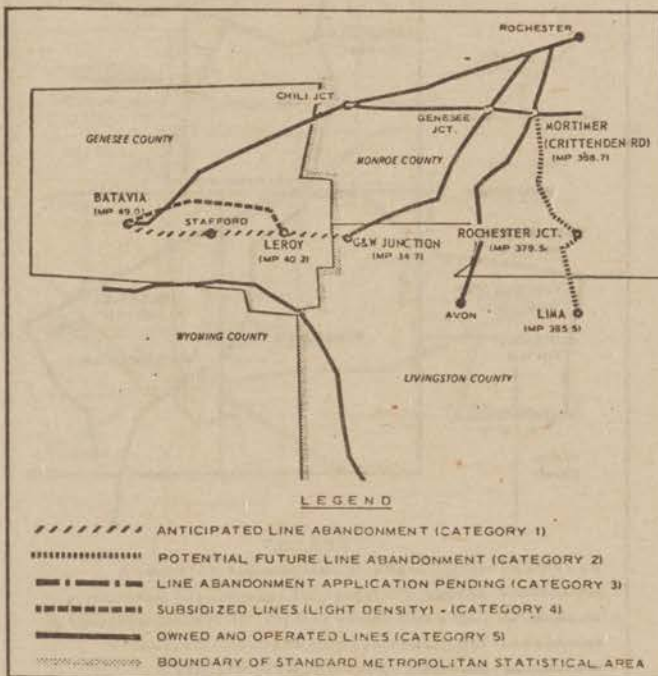 ROCHESTER
CHILI JCT.
GENESEE COUNTY
GENESEE
JCT.
MORTIMER
(CRITTENDEN RD)
(MP 368.7)
MONROE COUNTY
BATAVIA
(MP 49.0)
STAFFORD
LEROY
(MP 40.2)
G&W JUNCTION
(MP 34.7)
ROCHESTER JCT.
(MP 379.5)
AVON
LIMA
(MP 385.5)
WYOMING COUNTY
LIVINGSTON COUNTY
LEGEND
ANTICIPATED LINE ABANDONMENT (CATEGORY 1)
POTENTIAL FUTURE LINE ABANDONMENT (CATEGORY 2)
LINE ABANDONMENT APPLICATION PENDING (CATEGORY 3)
SUBSIDIZED LINES (LIGHT DENSITY) - (CATEGORY 4)
OWNED AND OPERATED LINES (CATEGORY 5)
BOUNDARY OF STANDARD METROPOLITAN STATISTICAL AREA